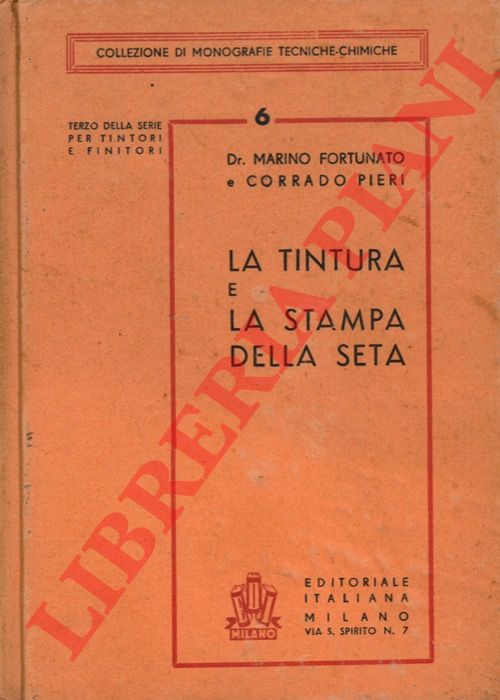 COLLEZIONE DI MONOGRAFIE TECNICHE-CHIMICHE
TERZO DELLA SERIE
PER TINTORI
E FINITORI
6
Dr. MARINO FORTUNATO
e CORRADO PIERI
LA TINTURA
E
LA STAMPA
DELLA SETA
EDITORIALE
ITALIANA
MILANO
VIA S. SPIRITO N. 7
MILANO
LIBRERIA PIANI